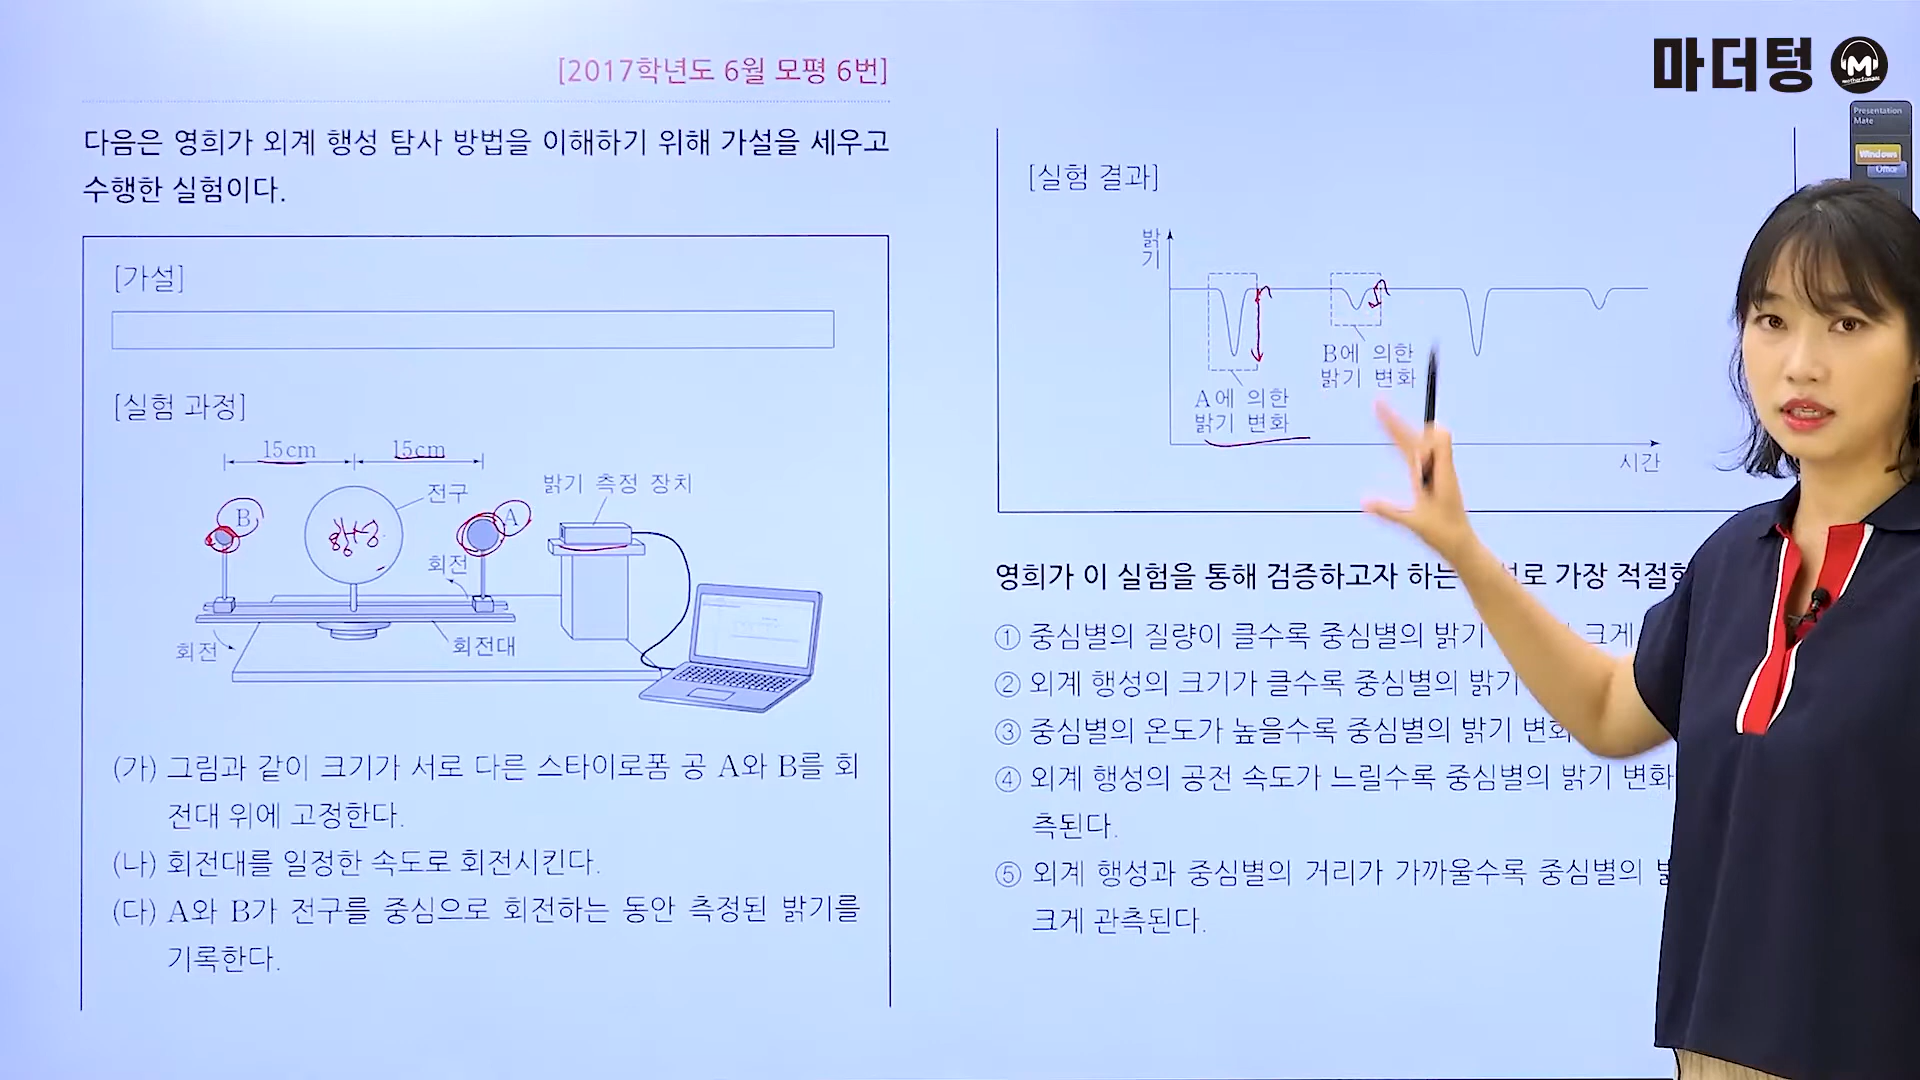 마더텅
M
Presentation
Mate
Windows
Office
[2017학년도 6월 모평 6번]
다음은 영희가 외계 행성 탐사 방법을 이해하기 위해 가설을 세우고
수행한 실험이다.
[가설]
[실험 과정]
15cm 15cm
B
전구
A
밝기 측정 장치
항성
회전
회전
회전대
(가) 그림과 같이 크기가 서로 다른 스타이로폼 공 A와 B를 회
전대 위에 고정한다.
(나) 회전대를 일정한 속도로 회전시킨다.
(다) A와 B가 전구를 중심으로 회전하는 동안 측정된 밝기를
기록한다.
[실험 결과]
밝
기
B에 의한
밝기 변화
A에 의한
밝기 변화
시간
영희가 이 실험을 통해 검증하고자 하는 로 가장
① 중심별의 질량이 클수록 중심별의 밝기 크게
② 외계 행성의 크기가 클수록 중심별의 밝기
③ 중심별의 온도가 높을수록 중심별의 밝기 변화
④ 외계 행성의 공전 속도가 느릴수록 중심별의 밝기 변화
측된다.
⑤ 외계 행성과 중심별의 거리가 가까울수록 중심별의
크게 관측된다.